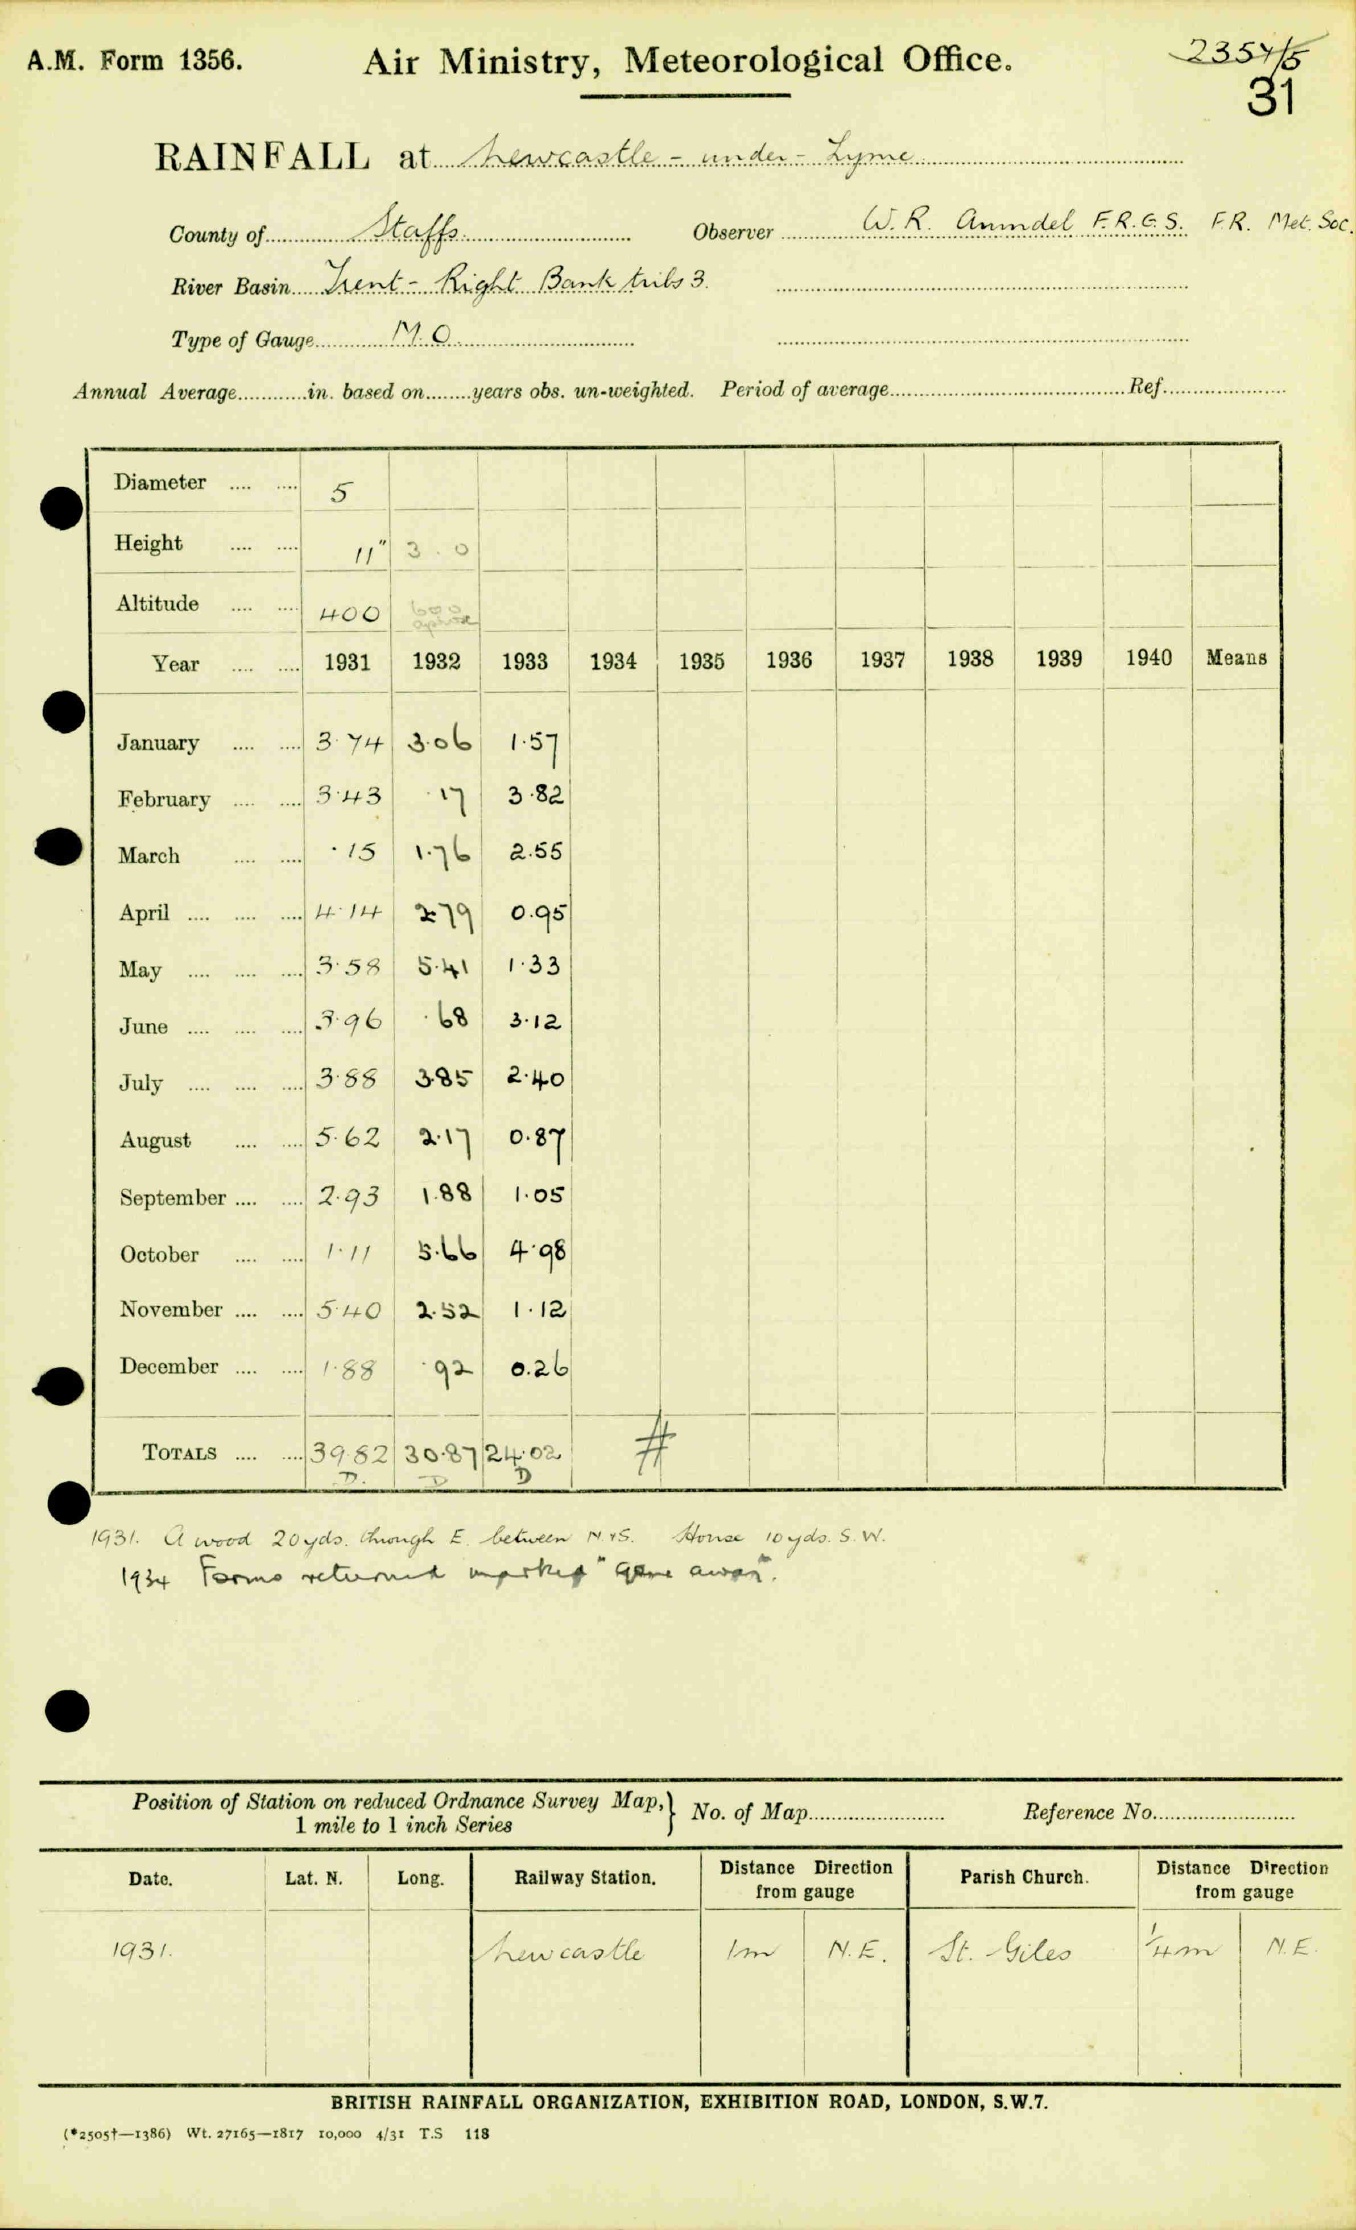 A.M. Form 1356.
Air Ministry, Meteorological Office.
2354/5
31
RAINFALL at Newcastle - under - Lyme
County of Staffs. Observer W.R. Arundel F.R.G.S. F.R. Met. Soc.
River Basin Trent - Right Bank tribs 3.
Type of Gauge M.O.
Annual Average............in. based on........years obs. un-weighted. Period of average........ Ref........
Diameter .... .... 5
Height .... .... 11" 3.0
Altitude .... .... 400 600 approx
Year .... .... 1931 1932 1933 1934 1935 1936 1937 1938 1939 1940 Means
January .... .... 3.74 3.06 1.57
February .... .... 3.43 .17 3.82
March .... .... .15 1.76 2.55
April .... .... .... 4.14 2.79 0.95
May .... .... .... 3.58 5.41 1.33
June .... .... .... 3.96 .68 3.12
July .... .... .... 3.88 3.85 2.40
August .... .... 5.62 2.17 0.87
September .... .... 2.93 1.88 1.05
October .... .... 1.11 5.66 4.98
November .... .... 5.40 2.52 1.12
December .... .... 1.88 .92 0.26
TOTALS .... .... 39.82 30.87 24.02 #
D. D D
1931. A wood 20yds. through E. between N & S. House 10yds. S.W.
1934 Forms returned marked "gone away".
Position of Station on reduced Ordnance Survey Map,} No. of Map........ Reference No........
1 mile to 1 inch Series
Date. Lat. N. Long. Railway Station. Distance Direction from gauge Parish Church. Distance Direction from gauge
1931. Newcastle 1m N.E. St. Giles 1/4m N.E.
BRITISH RAINFALL ORGANIZATION, EXHIBITION ROAD, LONDON, S.W.7.
(*2505†—1386) Wt. 27165—1817 10,000 4/31 T.S 118